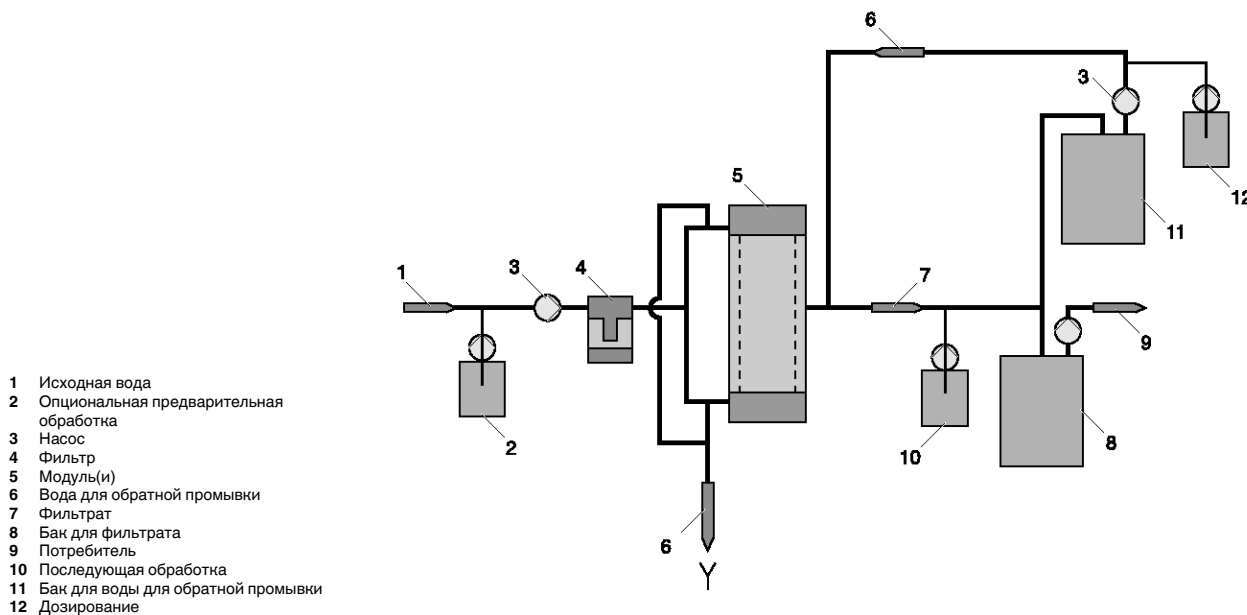 6
3
12
5
11
1
3
4
7
9
2
10
8
6
1 Исходная вода
2 Опциональная предварительная
обработка
3 Насос
4 Фильтр
5 Модуль(и)
6 Вода для обратной промывки
7 Фильтрат
8 Бак для фильтрата
9 Потребитель
10 Последующая обработка
11 Бак для воды для обратной промывки
12 Дозирование